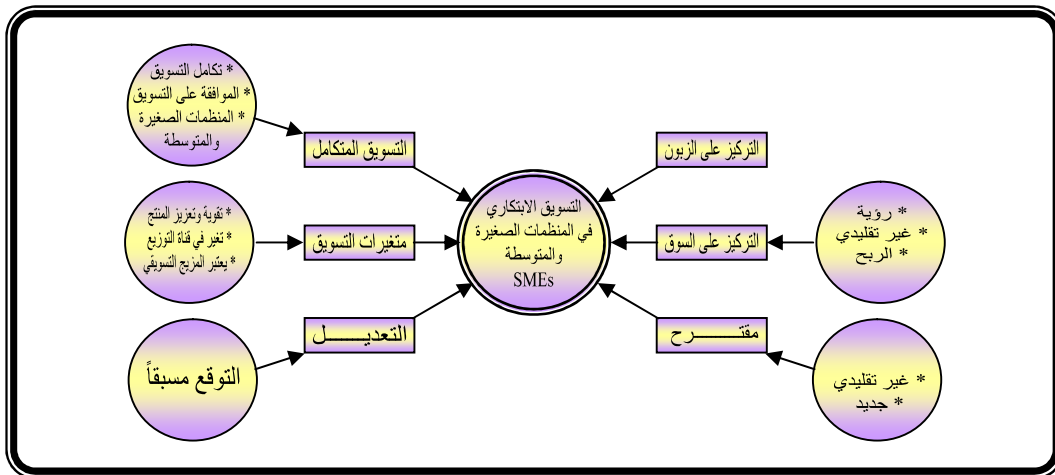 التركيز على الزبون
* رؤية
* غير تقليدي
* الربح
التركيز على السوق
* غير تقليدي
* جديد
مقتــــــــرح
التسويق الابتكاري
في المنظمات الصغيرة
والمتوسطة
SMEs
* تكامل التسويق
* الموافقة على التسويق
* المنظمات الصغيرة
والمتوسطة
التسويق المتكامل
* تقوية وتعزيز المنتج
* تغير في قناة التوزيع
* يعتبر المزيج التسويقي
متغيرات التسويق
التوقع مسبقاً
التعديـــــــل